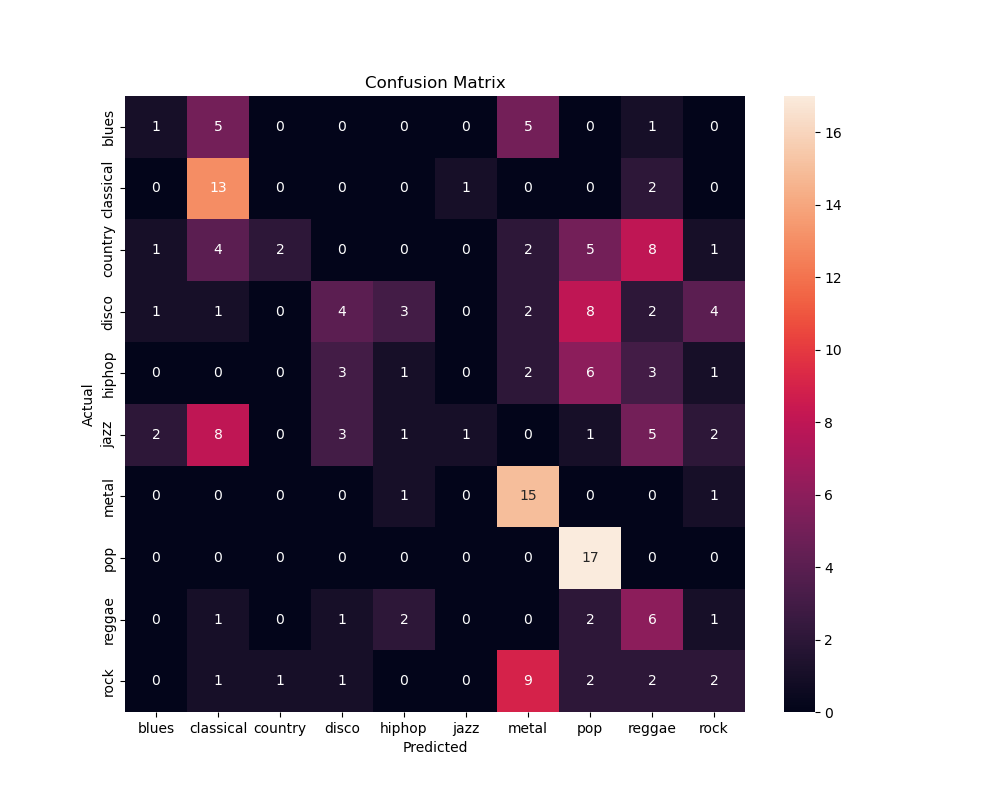 Confusion Matrix
Actual
blues 1 5 0 0 0 0 5 0 1 0
classical 0 13 0 0 0 1 0 0 2 0
country 1 4 2 0 0 0 2 5 8 1
disco 1 1 0 4 3 0 2 8 2 4
hiphop 0 0 0 3 1 0 2 6 3 1
jazz 2 8 0 3 1 1 0 1 5 2
metal 0 0 0 0 1 0 15 0 0 1
pop 0 0 0 0 0 0 0 17 0 0
reggae 0 1 0 1 2 0 0 2 6 1
rock 0 1 1 1 0 0 9 2 2 2
blues classical country disco hiphop jazz metal pop reggae rock
Predicted
16
14
12
10
8
6
4
2
0